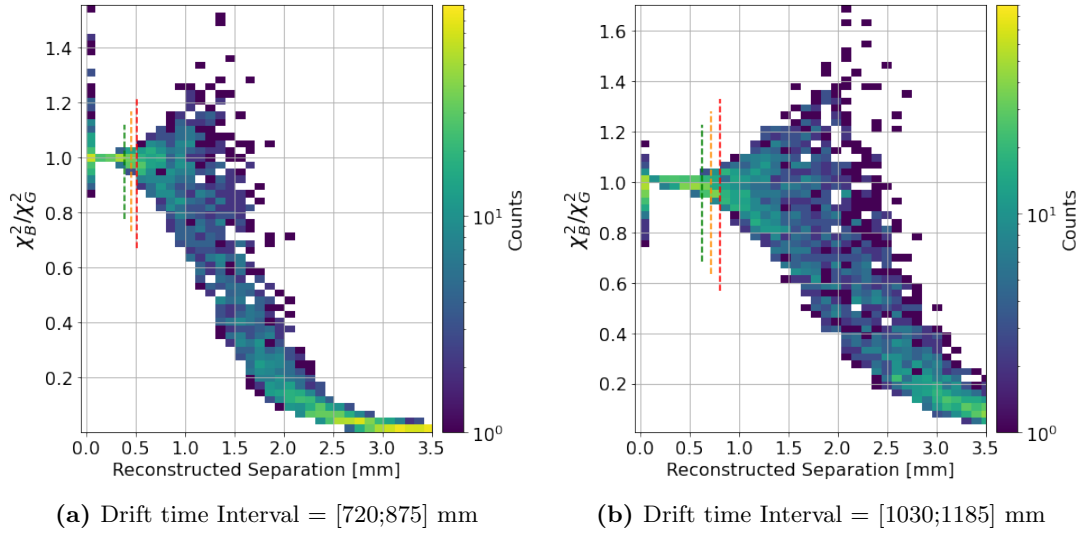 1.4
1.2
1.0
0.8
0.6
0.4
0.2
χ²_B/χ²_G
0.0 0.5 1.0 1.5 2.0 2.5 3.0 3.5
Reconstructed Separation [mm]
10¹
10⁰
Counts
(a) Drift time Interval = [720;875] mm
1.6
1.4
1.2
1.0
0.8
0.6
0.4
0.2
χ²_B/χ²_G
0.0 0.5 1.0 1.5 2.0 2.5 3.0 3.5
Reconstructed Separation [mm]
10¹
10⁰
Counts
(b) Drift time Interval = [1030;1185] mm